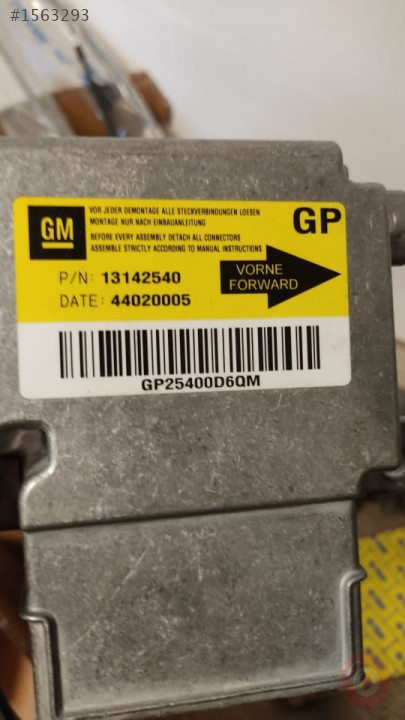 #1563293
GM
VOR JEDER DEMONTAGE ALLE STECKVERBINDUNGEN LOESEN
MONTAGE NUR NACH EINBAUANLEITUNG
BEFORE EVERY ASSEMBLY DETACH ALL CONNECTORS
ASSEMBLE STRICTLY ACCORDING TO MANUAL INSTRUCTIONS
GP
P/N: 13142540
DATE: 44020005
VORNE
FORWARD
GP25400D6QM